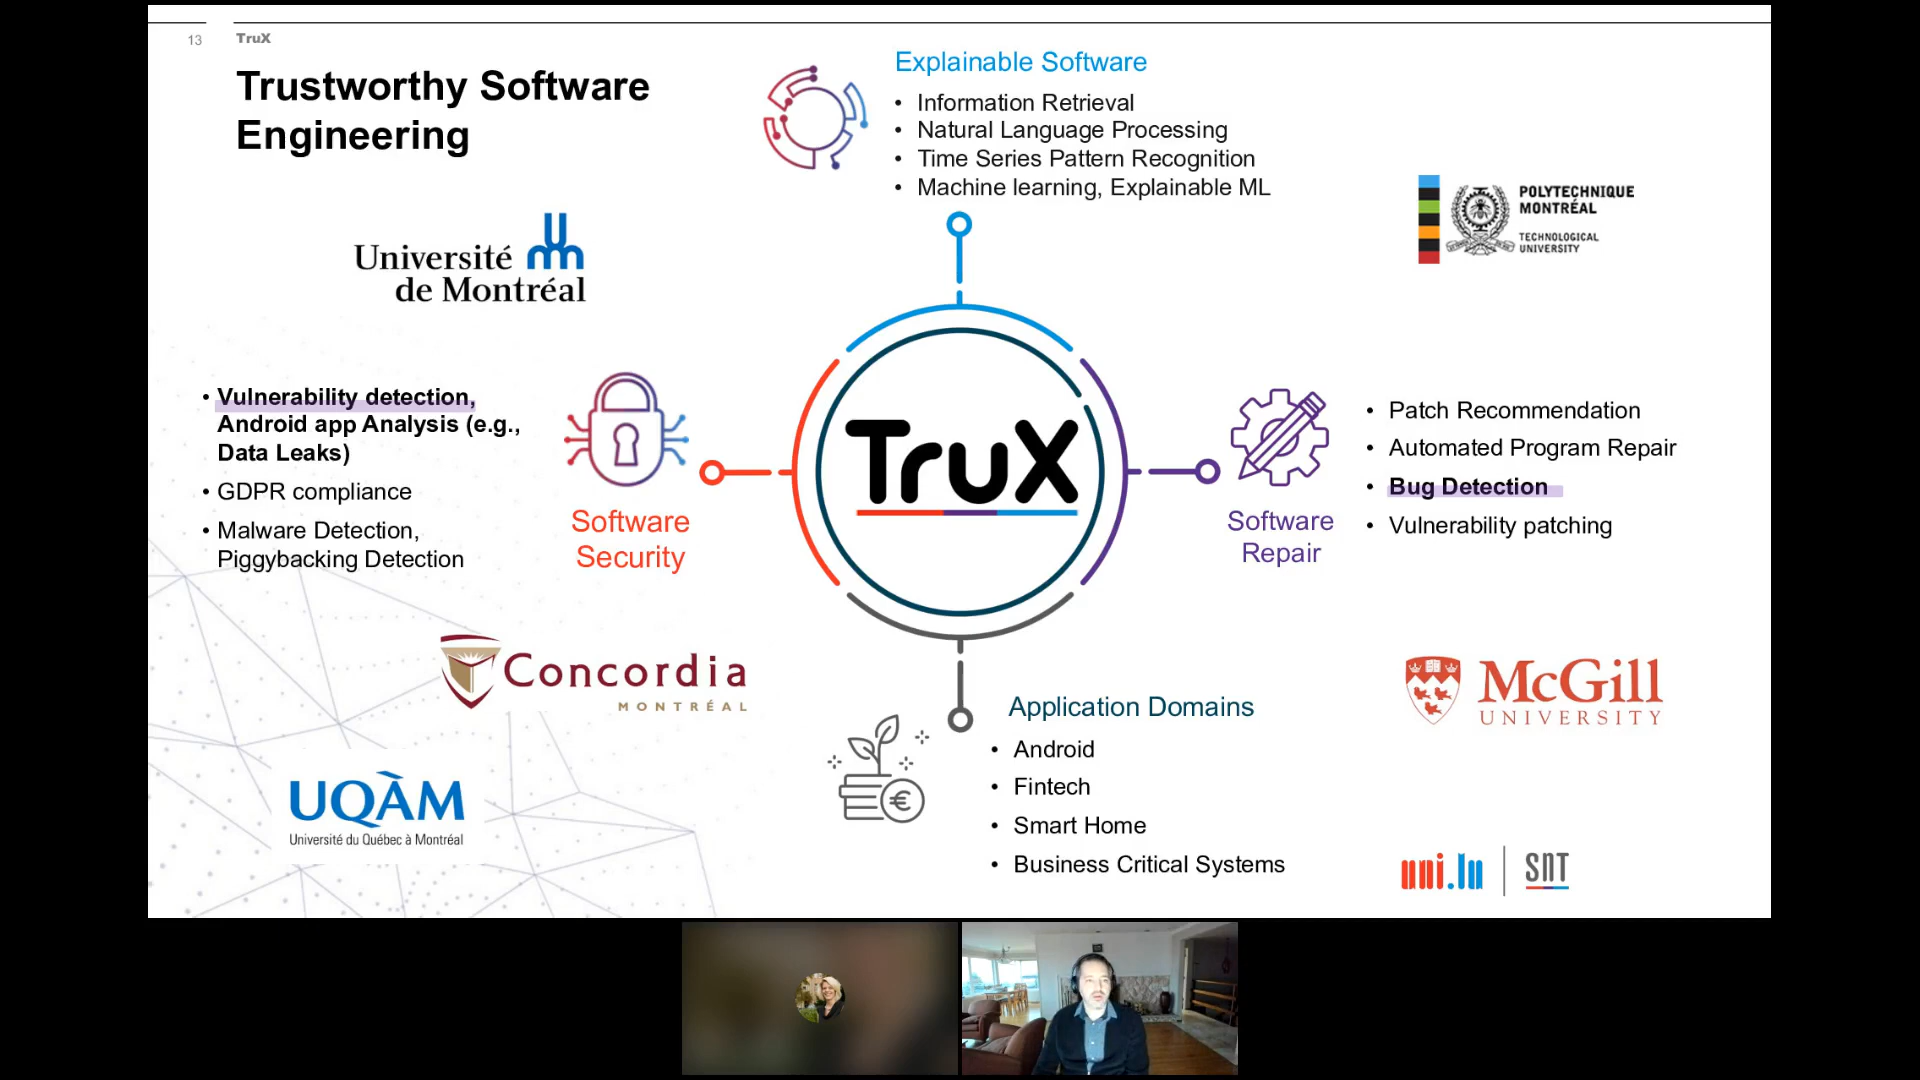 13
TruX
Trustworthy Software
Engineering
Explainable Software
• Information Retrieval
• Natural Language Processing
• Time Series Pattern Recognition
• Machine learning, Explainable ML
Université
de Montréal
POLYTECHNIQUE
MONTRÉAL
TECHNOLOGICAL
UNIVERSITY
• Vulnerability detection,
Android app Analysis (e.g.,
Data Leaks)
• GDPR compliance
• Malware Detection,
Piggybacking Detection
Software
Security
TruX
Software
Repair
• Patch Recommendation
• Automated Program Repair
• Bug Detection
• Vulnerability patching
Concordia
MONTRÉAL
UQÀM
Université du Québec à Montréal
Application Domains
• Android
• Fintech
• Smart Home
• Business Critical Systems
€
McGill
UNIVERSITY
uni.lu
SNT